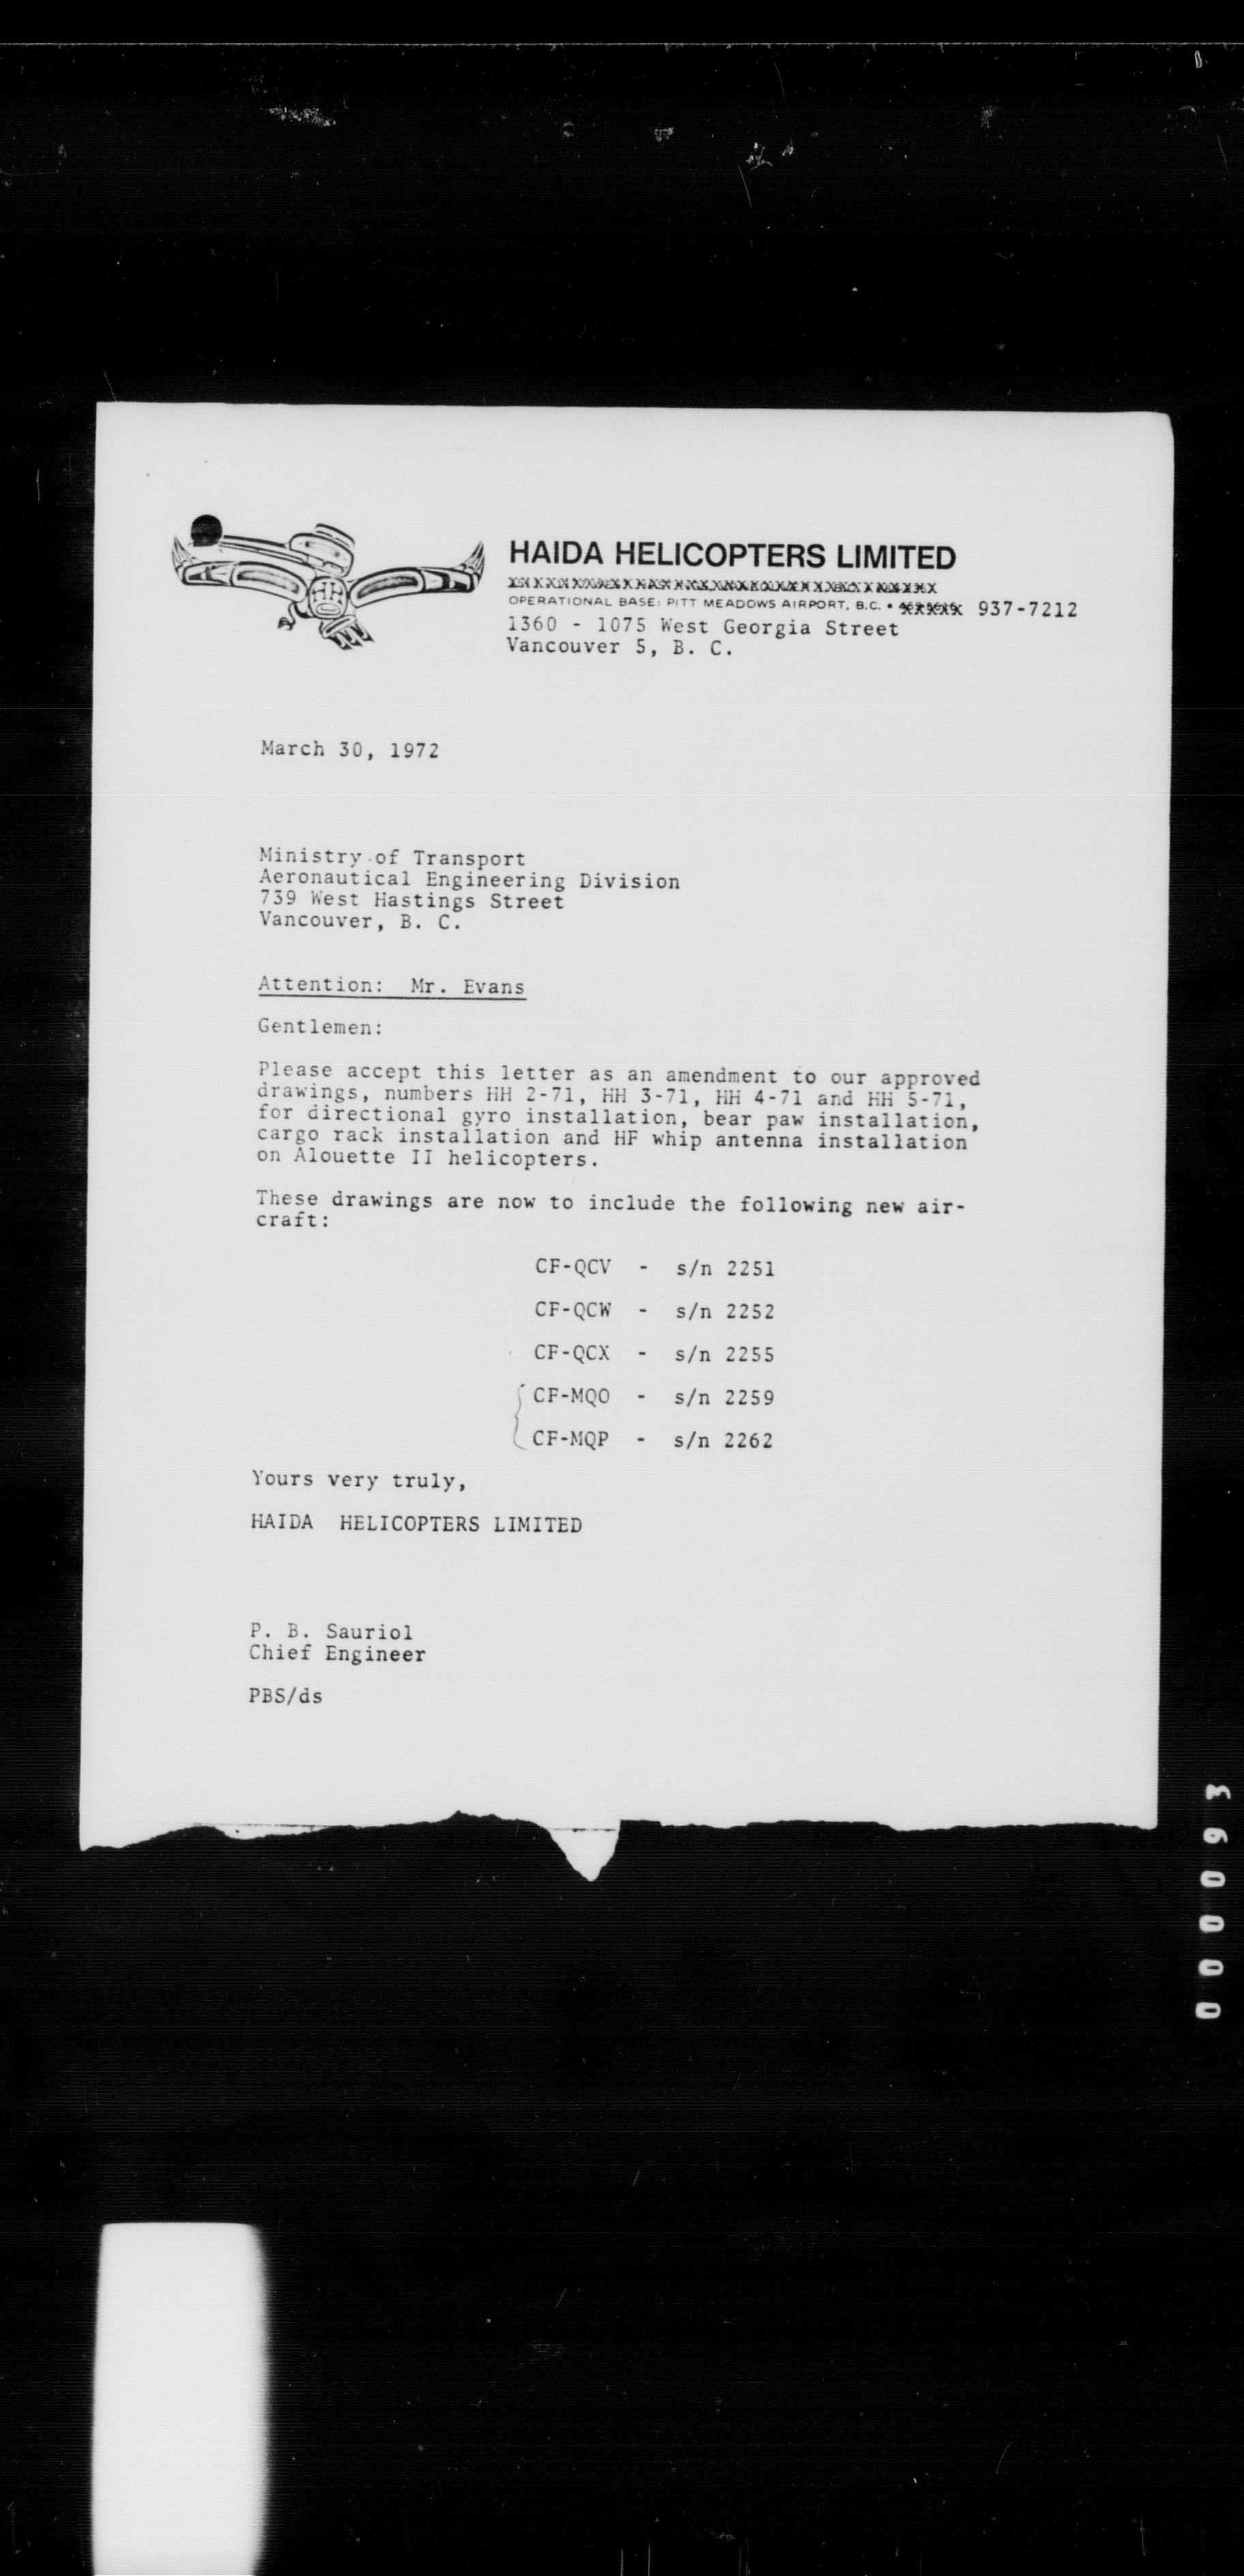 HAIDA HELICOPTERS LIMITED
OPERATIONAL BASE: PITT MEADOWS AIRPORT, B.C. • 937-7212
1360 - 1075 West Georgia Street
Vancouver 5, B. C.
March 30, 1972
Ministry of Transport
Aeronautical Engineering Division
739 West Hastings Street
Vancouver, B. C.
Attention: Mr. Evans
Gentlemen:
Please accept this letter as an amendment to our approved
drawings, numbers HH 2-71, HH 3-71, HH 4-71 and HH 5-71,
for directional gyro installation, bear paw installation,
cargo rack installation and HF whip antenna installation
on Alouette II helicopters.
These drawings are now to include the following new air-
craft:
CF-QCV - s/n 2251
CF-QCW - s/n 2252
CF-QCX - s/n 2255
CF-MQO - s/n 2259
CF-MQP - s/n 2262
Yours very truly,
HAIDA HELICOPTERS LIMITED
P. B. Sauriol
Chief Engineer
PBS/ds